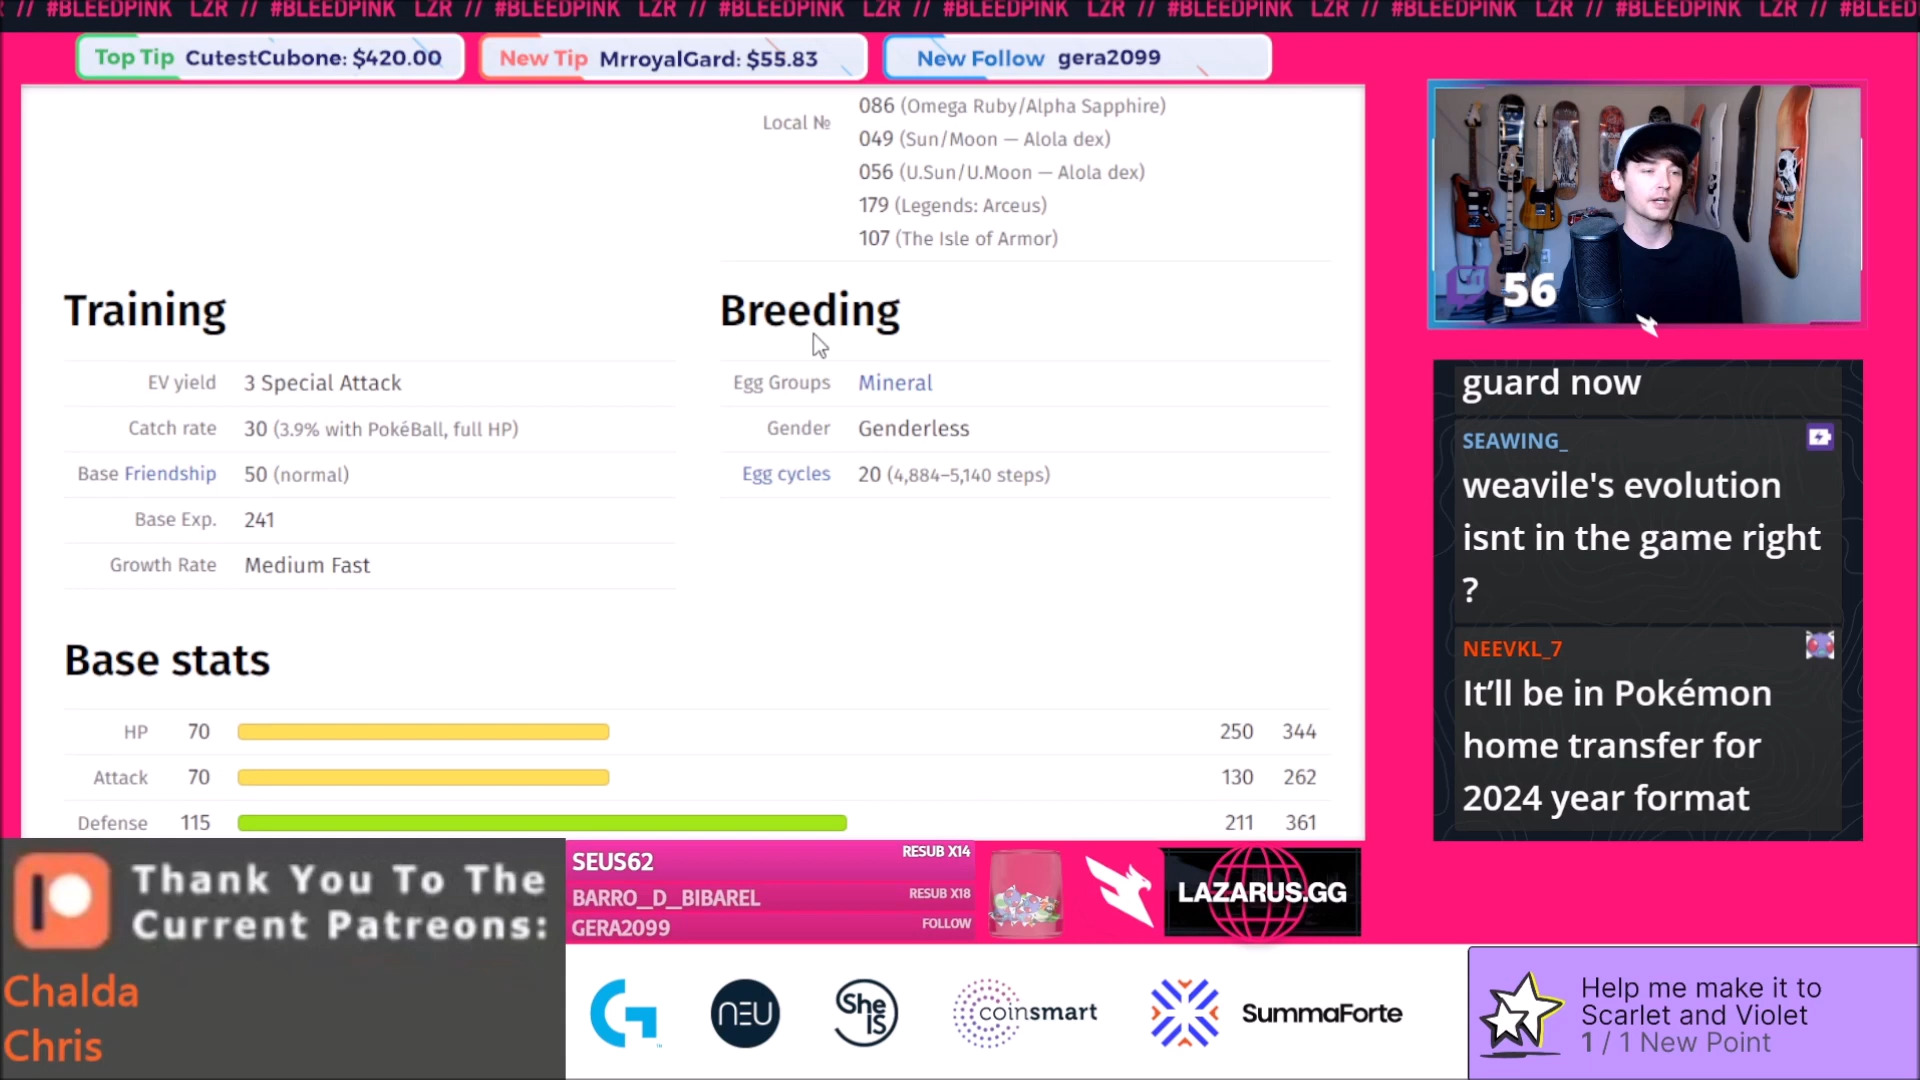 // #BLEEDPINK LZR // #BLEEDPINK LZR // #BLEEDPINK LZR // #BLEEDPINK LZR // #BLEEDPINK LZR // #BLEEDPINK LZR // #BLEEDPINK LZR // #BLEEDPINK LZR // #BLEED
Top Tip CutestCubone: $420.00
New Tip MrroyalGard: $55.83
New Follow gera2099
Local №
086 (Omega Ruby/Alpha Sapphire)
049 (Sun/Moon — Alola dex)
056 (U.Sun/U.Moon — Alola dex)
179 (Legends: Arceus)
107 (The Isle of Armor)
Training
EV yield 3 Special Attack
Catch rate 30 (3.9% with PokéBall, full HP)
Base Friendship 50 (normal)
Base Exp. 241
Growth Rate Medium Fast
Breeding
Egg Groups Mineral
Gender Genderless
Egg cycles 20 (4,884–5,140 steps)
Base stats
HP 70 250 344
Attack 70 130 262
Defense 115 211 361
56
guard now
SEAWING_
weavile's evolution
isnt in the game right
?
NEEVKL_7
It’ll be in Pokémon
home transfer for
2024 year format
Thank You To The
Current Patreons:
Chalda
Chris
SEUS62 RESUB X14
BARRO_D_BIBAREL RESUB X18
GERA2099 FOLLOW
LAZARUS.GG
G
NEU
She
IS
coinsmart
SummaForte
Help me make it to
Scarlet and Violet
1 / 1 New Point